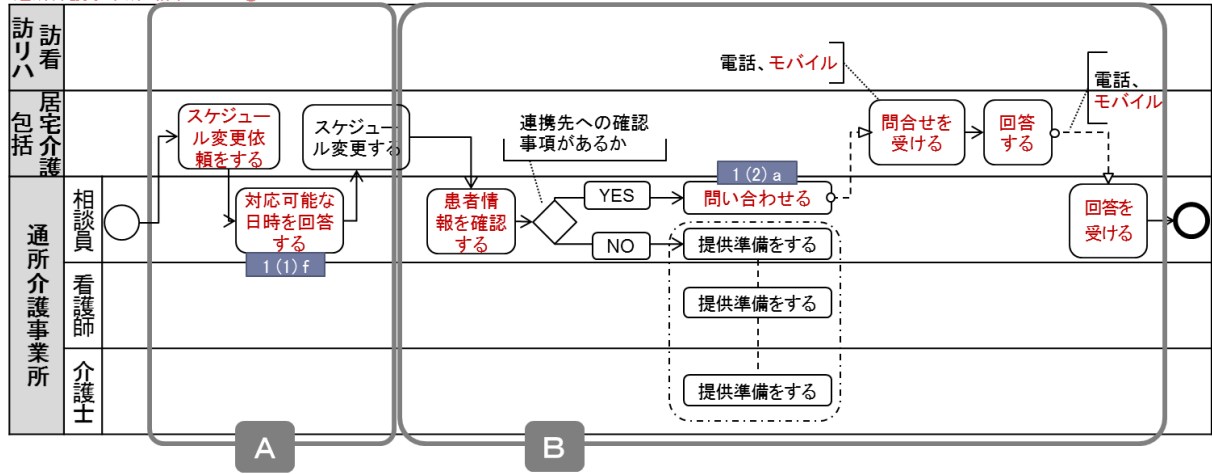 訪看
訪リハ
居宅介護
包括
通所介護事業所
相談員
看護師
介護士
スケジュー
ル変更依
頼をする
対応可能な
日時を回答
する
1 (1) f
スケジュー
ル変更する
患者情
報を確認
する
連携先への確認
事項があるか
YES
NO
1 (2) a
問い合わせる
提供準備をする
提供準備をする
提供準備をする
電話、モバイル
問合せを
受ける
回答
する
電話、
モバイル
回答を
受ける
A
B